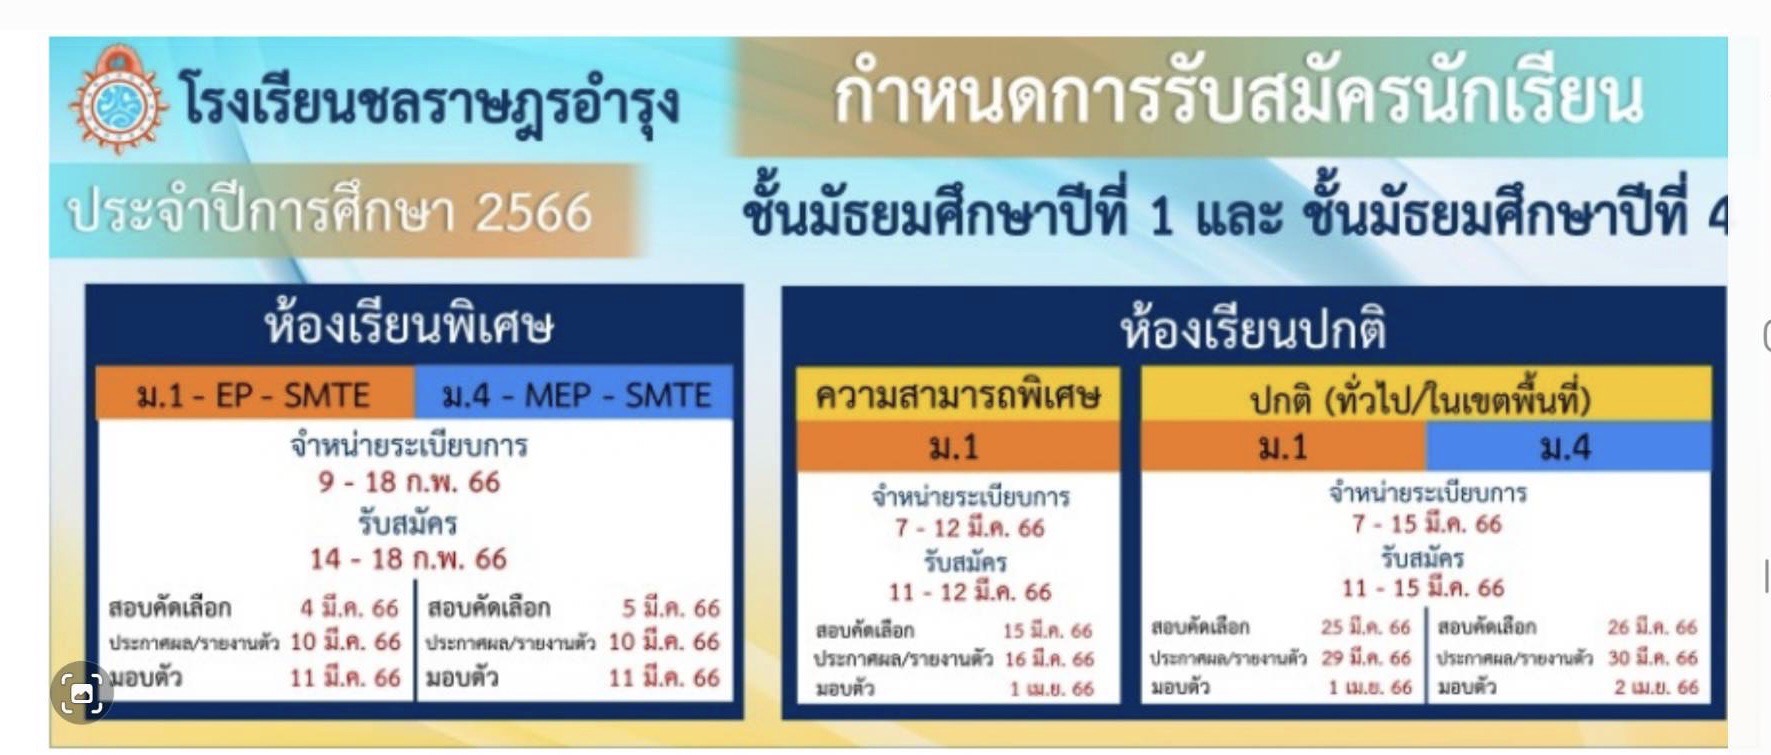 โรงเรียนชลราษฎรอำรุง
กำหนดการรับสมัครนักเรียน
ประจำปีการศึกษา 2566
ชั้นมัธยมศึกษาปีที่ 1 และ ชั้นมัธยมศึกษาปีที่ 4
ห้องเรียนพิเศษ
ม.1 - EP - SMTE
ม.4 - MEP - SMTE
จำหน่ายระเบียบการ
9 - 18 ก.พ. 66
รับสมัคร
14 - 18 ก.พ. 66
สอบคัดเลือก 4 มี.ค. 66
ประกาศผล/รายงานตัว 10 มี.ค. 66
มอบตัว 11 มี.ค. 66
สอบคัดเลือก 5 มี.ค. 66
ประกาศผล/รายงานตัว 10 มี.ค. 66
มอบตัว 11 มี.ค. 66
ห้องเรียนปกติ
ความสามารถพิเศษ
ม.1
จำหน่ายระเบียบการ
7 - 12 มี.ค. 66
รับสมัคร
11 - 12 มี.ค. 66
สอบคัดเลือก 15 มี.ค. 66
ประกาศผล/รายงานตัว 16 มี.ค. 66
มอบตัว 1 เม.ย. 66
ปกติ (ทั่วไป/ในเขตพื้นที่)
ม.1
ม.4
จำหน่ายระเบียบการ
7 - 15 มี.ค. 66
รับสมัคร
11 - 15 มี.ค. 66
สอบคัดเลือก 25 มี.ค. 66
ประกาศผล/รายงานตัว 29 มี.ค. 66
มอบตัว 1 เม.ย. 66
สอบคัดเลือก 26 มี.ค. 66
ประกาศผล/รายงานตัว 30 มี.ค. 66
มอบตัว 2 เม.ย. 66